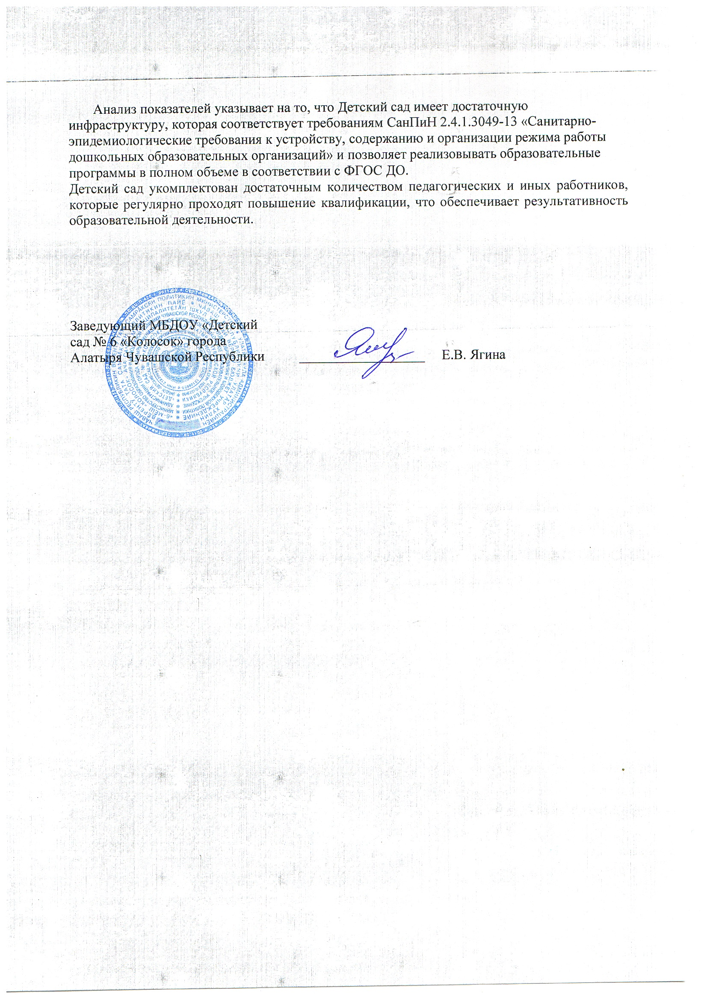 Анализ показателей указывает на то, что Детский сад имеет достаточную
инфраструктуру, которая соответствует требованиям СанПиН 2.4.1.3049-13 «Санитарно-
эпидемиологические требования к устройству, содержанию и организации режима работы
дошкольных образовательных организаций» и позволяет реализовывать образовательные
программы в полном объеме в соответствии с ФГОС ДО.
Детский сад укомплектован достаточным количеством педагогических и иных работников,
которые регулярно проходят повышение квалификации, что обеспечивает результативность
образовательной деятельности.
Заведующий МБДОУ «Детский
сад № 6 «Колосок» города
Алатыря Чувашской Республики
Е.В. Ягина